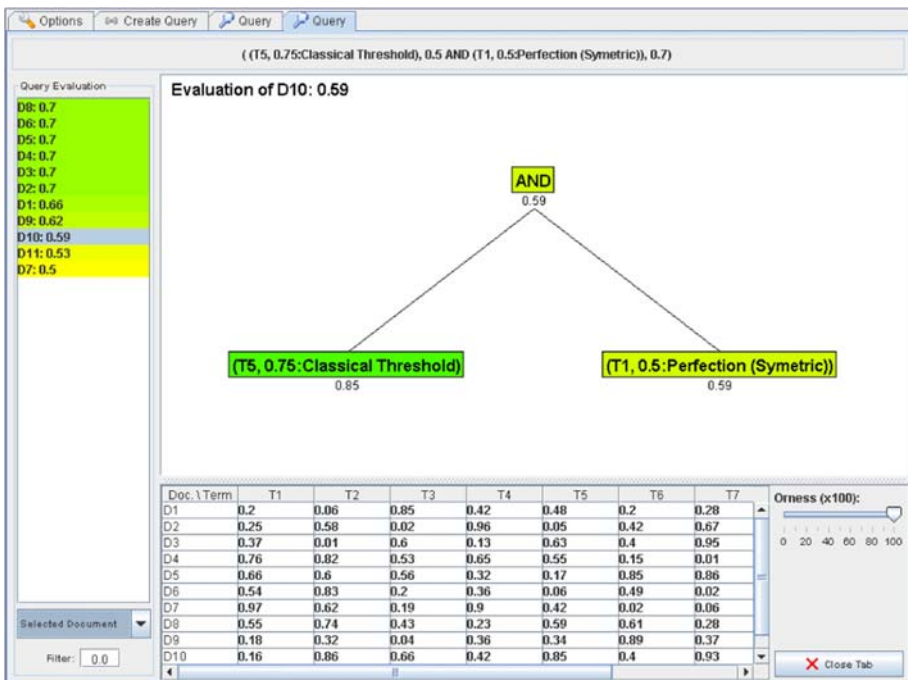 Options Create Query Query Query
( (T5, 0.75:Classical Threshold), 0.5 AND (T1, 0.5:Perfection (Symetric)), 0.7)
Query Evaluation
D8: 0.7
D6: 0.7
D5: 0.7
D4: 0.7
D3: 0.7
D2: 0.7
D1: 0.66
D9: 0.62
D10: 0.59
D11: 0.53
D7: 0.5
Selected Document
Filter: 0.0
Evaluation of D10: 0.59
AND
0.59
(T5, 0.75:Classical Threshold) (T1, 0.5:Perfection (Symetric))
0.85 0.59
Doc. \ Term T1 T2 T3 T4 T5 T6 T7
D1 0.2 0.06 0.85 0.42 0.48 0.2 0.28
D2 0.25 0.58 0.02 0.96 0.05 0.42 0.67
D3 0.37 0.01 0.6 0.13 0.63 0.4 0.95
D4 0.76 0.82 0.53 0.65 0.55 0.15 0.01
D5 0.66 0.6 0.56 0.32 0.17 0.85 0.86
D6 0.54 0.83 0.2 0.36 0.06 0.49 0.02
D7 0.97 0.62 0.19 0.9 0.42 0.02 0.06
D8 0.55 0.74 0.43 0.23 0.59 0.61 0.28
D9 0.18 0.32 0.04 0.36 0.34 0.89 0.37
D10 0.16 0.86 0.66 0.42 0.85 0.4 0.93
Orness (x100):
0 20 40 60 80 100
Close Tab